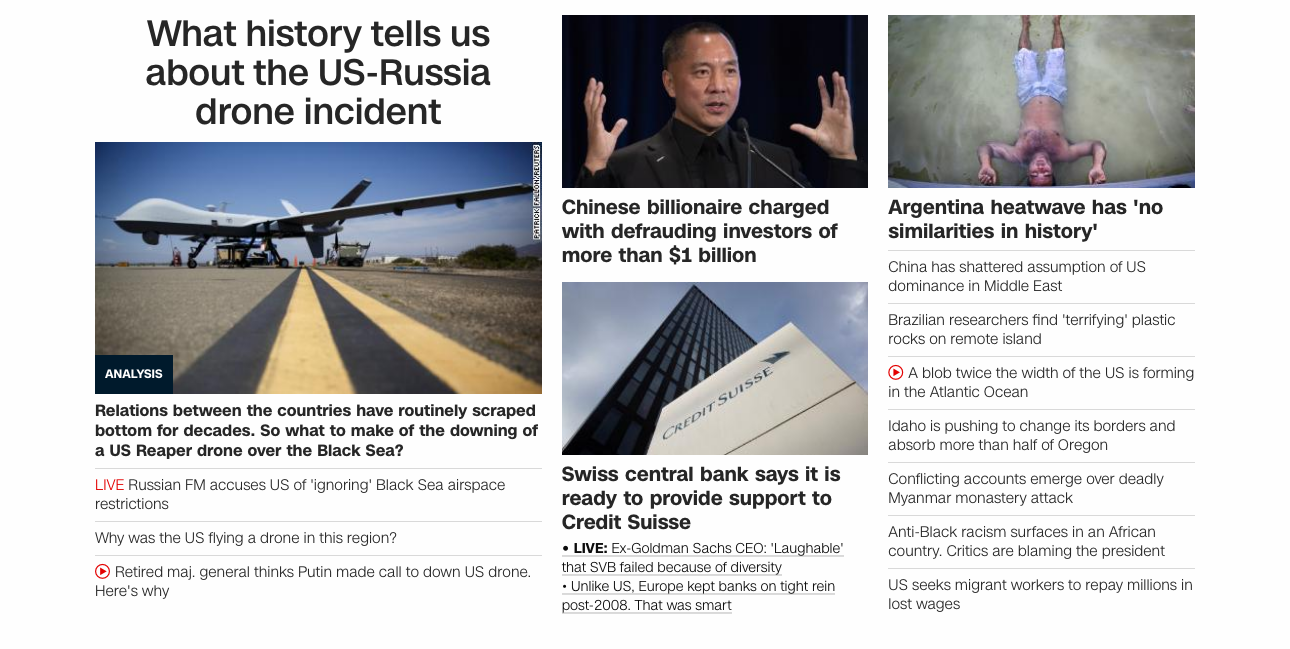 What history tells us
about the US-Russia
drone incident
PATRICK FALLON/REUTERS
ANALYSIS
Relations between the countries have routinely scraped
bottom for decades. So what to make of the downing of
a US Reaper drone over the Black Sea?
LIVE Russian FM accuses US of 'ignoring' Black Sea airspace
restrictions
Why was the US flying a drone in this region?
Retired maj. general thinks Putin made call to down US drone.
Here's why
Chinese billionaire charged
with defrauding investors of
more than $1 billion
CREDIT SUISSE
Swiss central bank says it is
ready to provide support to
Credit Suisse
• LIVE: Ex-Goldman Sachs CEO: 'Laughable'
that SVB failed because of diversity
• Unlike US, Europe kept banks on tight rein
post-2008. That was smart
Argentina heatwave has 'no
similarities in history'
China has shattered assumption of US
dominance in Middle East
Brazilian researchers find 'terrifying' plastic
rocks on remote island
A blob twice the width of the US is forming
in the Atlantic Ocean
Idaho is pushing to change its borders and
absorb more than half of Oregon
Conflicting accounts emerge over deadly
Myanmar monastery attack
Anti-Black racism surfaces in an African
country. Critics are blaming the president
US seeks migrant workers to repay millions in
lost wages